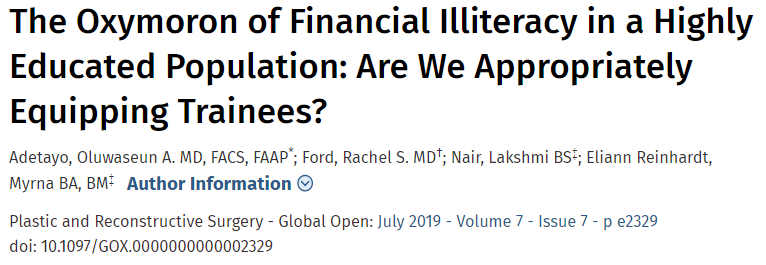 The Oxymoron of Financial Illiteracy in a Highly
Educated Population: Are We Appropriately
Equipping Trainees?
Adetayo, Oluwaseun A. MD, FACS, FAAP*; Ford, Rachel S. MD†; Nair, Lakshmi BS‡; Eliann Reinhardt,
Myrna BA, BM‡ Author Information
Plastic and Reconstructive Surgery - Global Open: July 2019 - Volume 7 - Issue 7 - p e2329
doi: 10.1097/GOX.0000000000002329